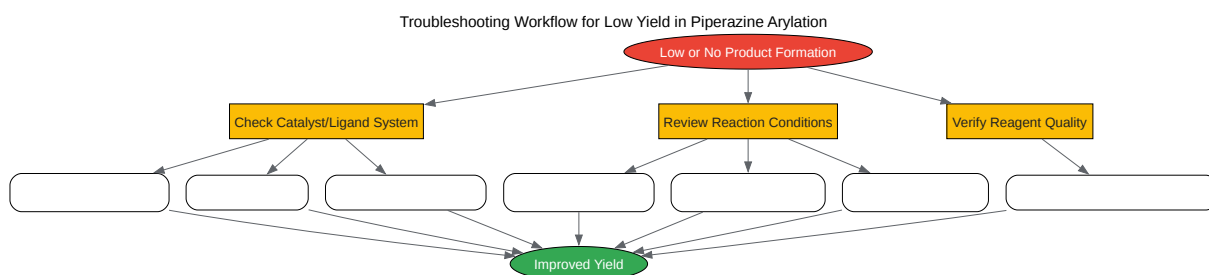 Troubleshooting Workflow for Low Yield in Piperazine Arylation
Low or No Product Formation
Check Catalyst/Ligand System
Review Reaction Conditions
Verify Reagent Quality
Improved Yield